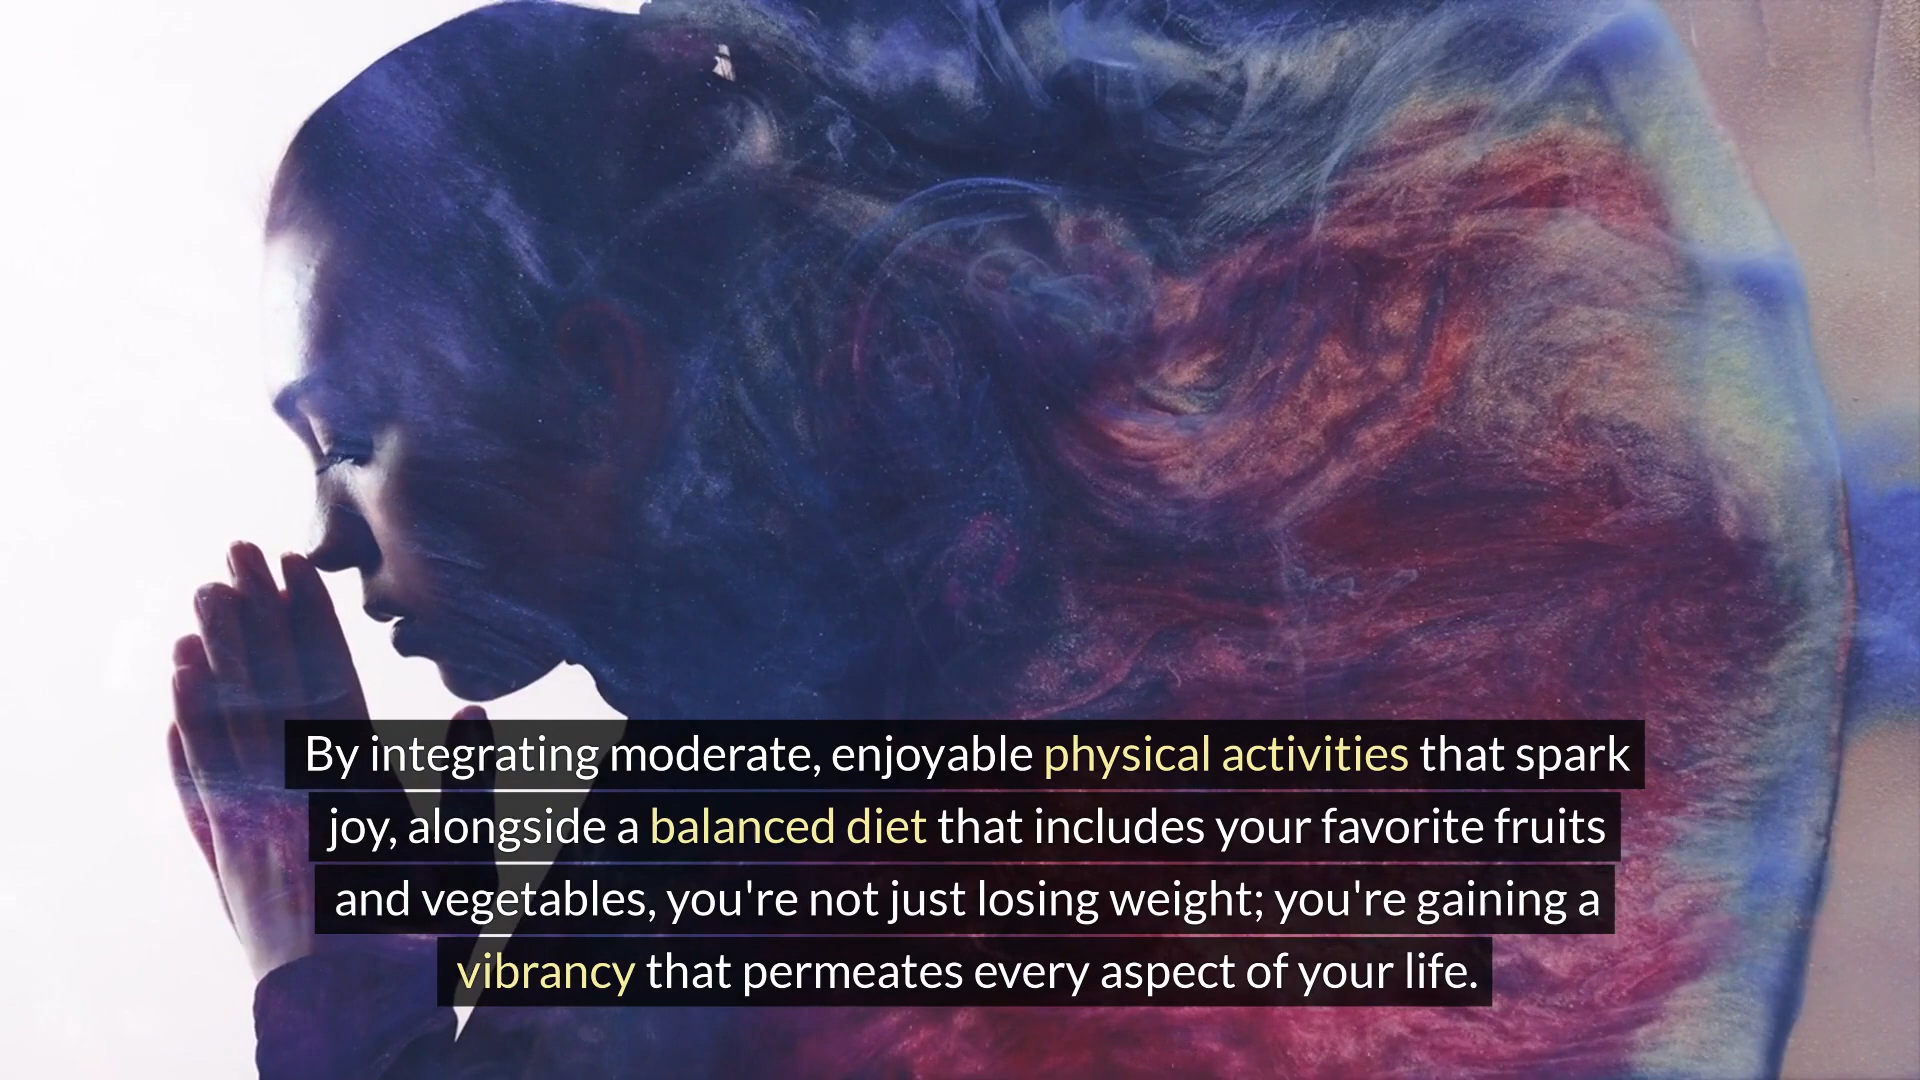 By integrating moderate, enjoyable physical activities that spark
joy, alongside a balanced diet that includes your favorite fruits
and vegetables, you're not just losing weight; you're gaining a
vibrancy that permeates every aspect of your life.